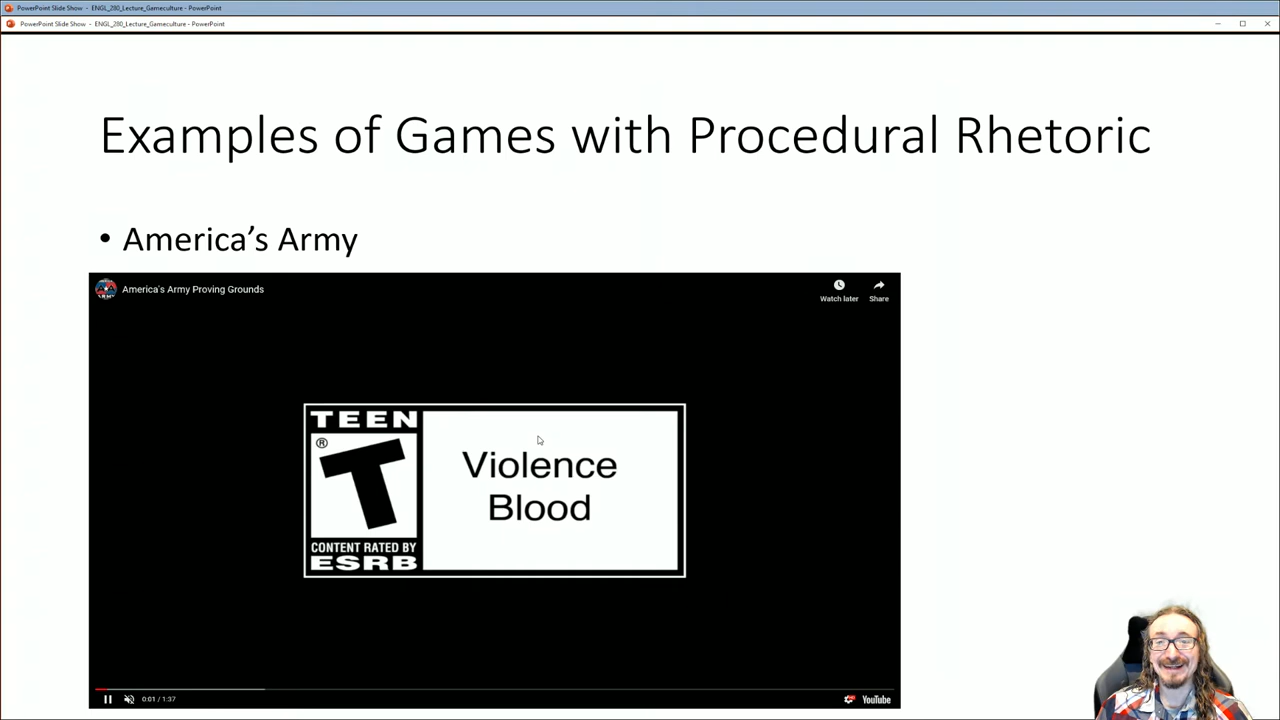 PowerPoint Slide Show - ENGL_280_Lecture_Gameculture - PowerPoint
PowerPoint Slide Show - ENGL_280_Lecture_Gameculture - PowerPoint
Examples of Games with Procedural Rhetoric
• America’s Army
America's Army Proving Grounds
Watch later
Share
TEEN
®
T
CONTENT RATED BY
ESRB
Violence
Blood
0:01 / 1:37
YouTube